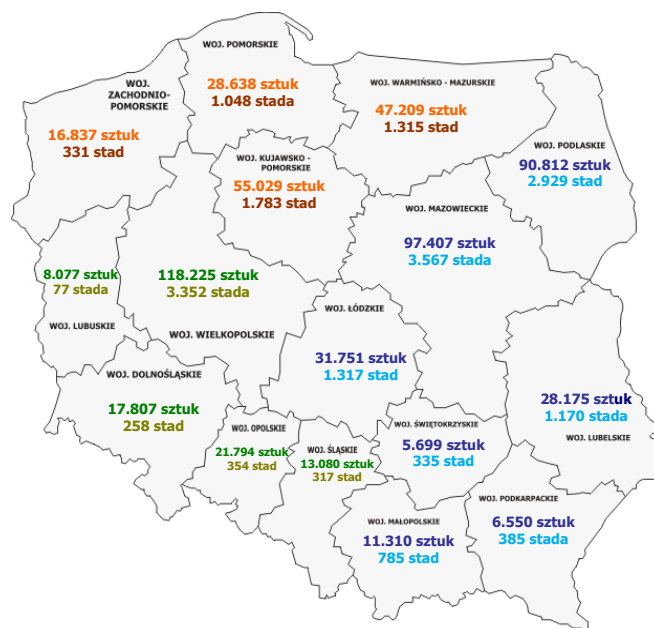 WOJ. POMORSKIE
28.638 sztuk
1.048 stada
WOJ.
ZACHODNIO-
POMORSKIE
16.837 sztuk
331 stad
WOJ. WARMIŃSKO - MAZURSKIE
47.209 sztuk
1.315 stad
WOJ. PODLASKIE
90.812 sztuk
2.929 stad
WOJ. KUJAWSKO -
POMORSKIE
55.029 sztuk
1.783 stad
WOJ. MAZOWIECKIE
97.407 sztuk
3.567 stada
8.077 sztuk
77 stada
WOJ. LUBUSKIE
118.225 sztuk
3.352 stada
WOJ. WIELKOPOLSKIE
WOJ. ŁÓDZKIE
31.751 sztuk
1.317 stad
WOJ. DOLNOŚLĄSKIE
17.807 sztuk
258 stad
28.175 sztuk
1.170 stada
WOJ. LUBELSKIE
WOJ. OPOLSKIE
21.794 sztuk
354 stad
WOJ. ŚLĄSKIE
13.080 sztuk
317 stad
WOJ. ŚWIĘTOKRZYSKIE
5.699 sztuk
335 stad
WOJ. MAŁOPOLSKIE
11.310 sztuk
785 stad
WOJ. PODKARPACKIE
6.550 sztuk
385 stada